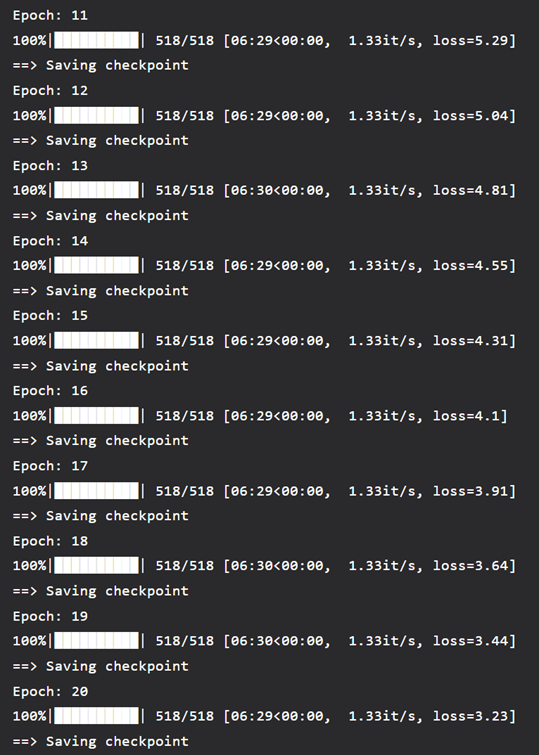 Epoch: 11
100%|██████████| 518/518 [06:29<00:00,  1.33it/s, loss=5.29]
==> Saving checkpoint
Epoch: 12
100%|██████████| 518/518 [06:29<00:00,  1.33it/s, loss=5.04]
==> Saving checkpoint
Epoch: 13
100%|██████████| 518/518 [06:30<00:00,  1.33it/s, loss=4.81]
==> Saving checkpoint
Epoch: 14
100%|██████████| 518/518 [06:29<00:00,  1.33it/s, loss=4.55]
==> Saving checkpoint
Epoch: 15
100%|██████████| 518/518 [06:29<00:00,  1.33it/s, loss=4.31]
==> Saving checkpoint
Epoch: 16
100%|██████████| 518/518 [06:29<00:00,  1.33it/s, loss=4.1]
==> Saving checkpoint
Epoch: 17
100%|██████████| 518/518 [06:29<00:00,  1.33it/s, loss=3.91]
==> Saving checkpoint
Epoch: 18
100%|██████████| 518/518 [06:30<00:00,  1.33it/s, loss=3.64]
==> Saving checkpoint
Epoch: 19
100%|██████████| 518/518 [06:30<00:00,  1.33it/s, loss=3.44]
==> Saving checkpoint
Epoch: 20
100%|██████████| 518/518 [06:29<00:00,  1.33it/s, loss=3.23]
==> Saving checkpoint